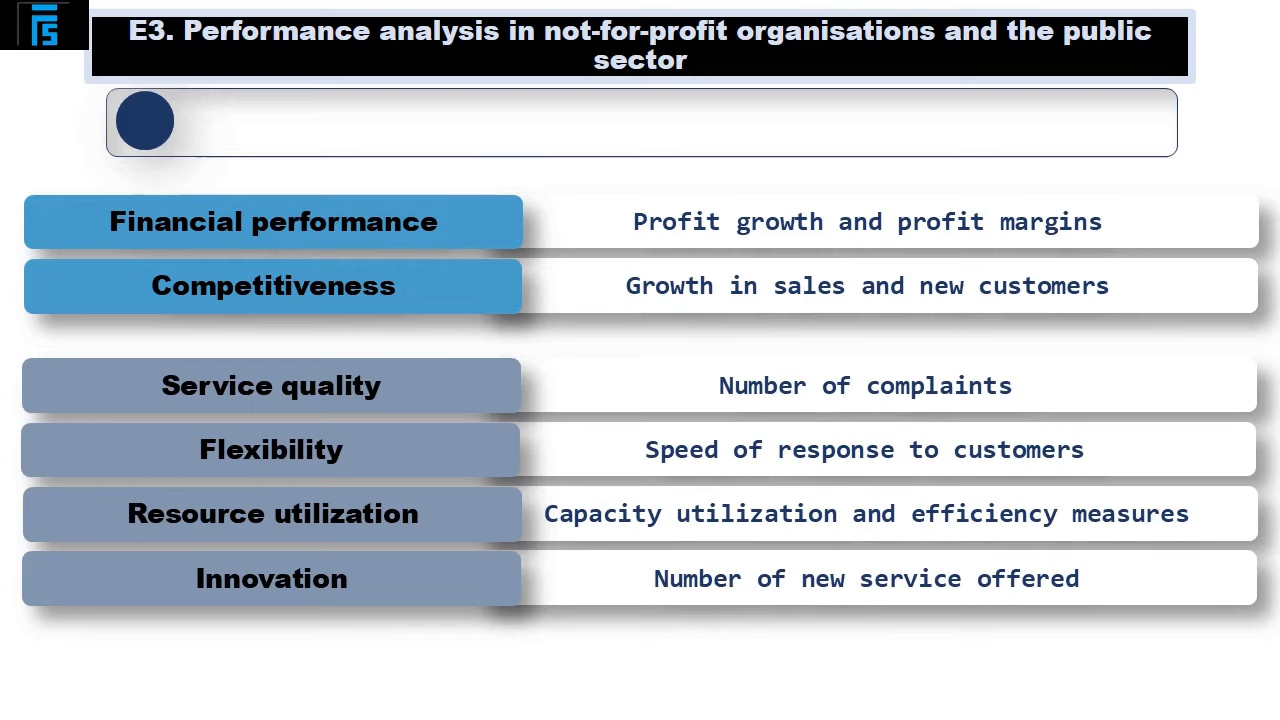 E3. Performance analysis in not-for-profit organisations and the public
sector
Financial performance
Profit growth and profit margins
Competitiveness
Growth in sales and new customers
Service quality
Number of complaints
Flexibility
Speed of response to customers
Resource utilization
Capacity utilization and efficiency measures
Innovation
Number of new service offered